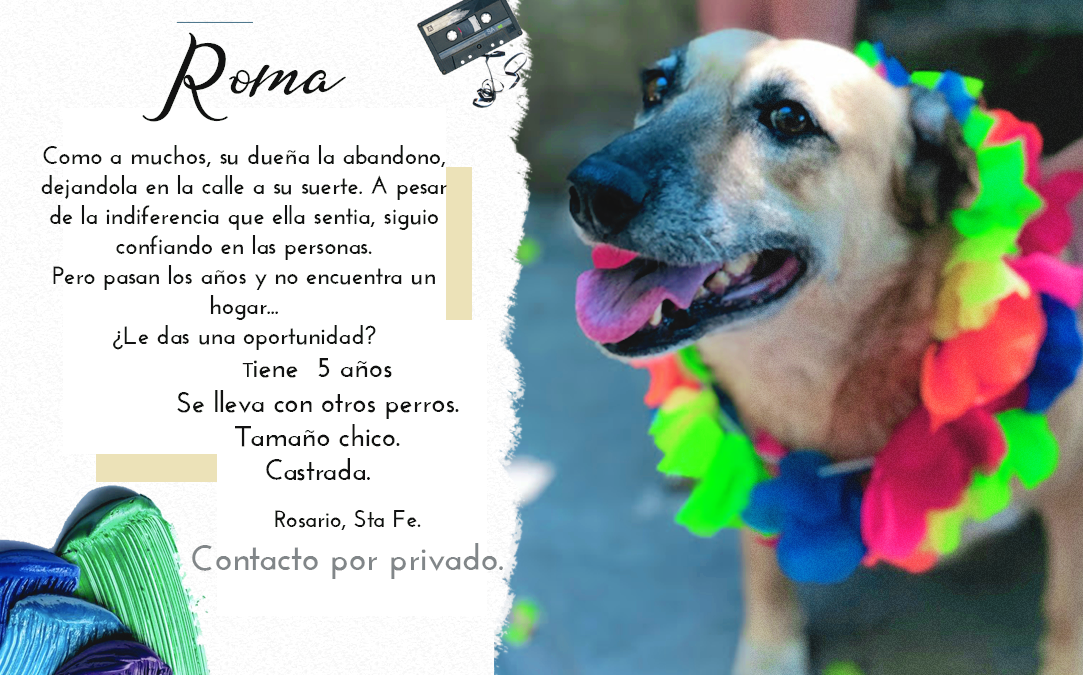 Roma
Como a muchos, su dueña la abandono,
dejandola en la calle a su suerte. A pesar
de la indiferencia que ella sentia, siguio
confiando en las personas.
Pero pasan los años y no encuentra un
hogar...
¿Le das una oportunidad?
Tiene 5 años
Se lleva con otros perros.
Tamaño chico.
Castrada.
Rosario, Sta Fe.
Contacto por privado.